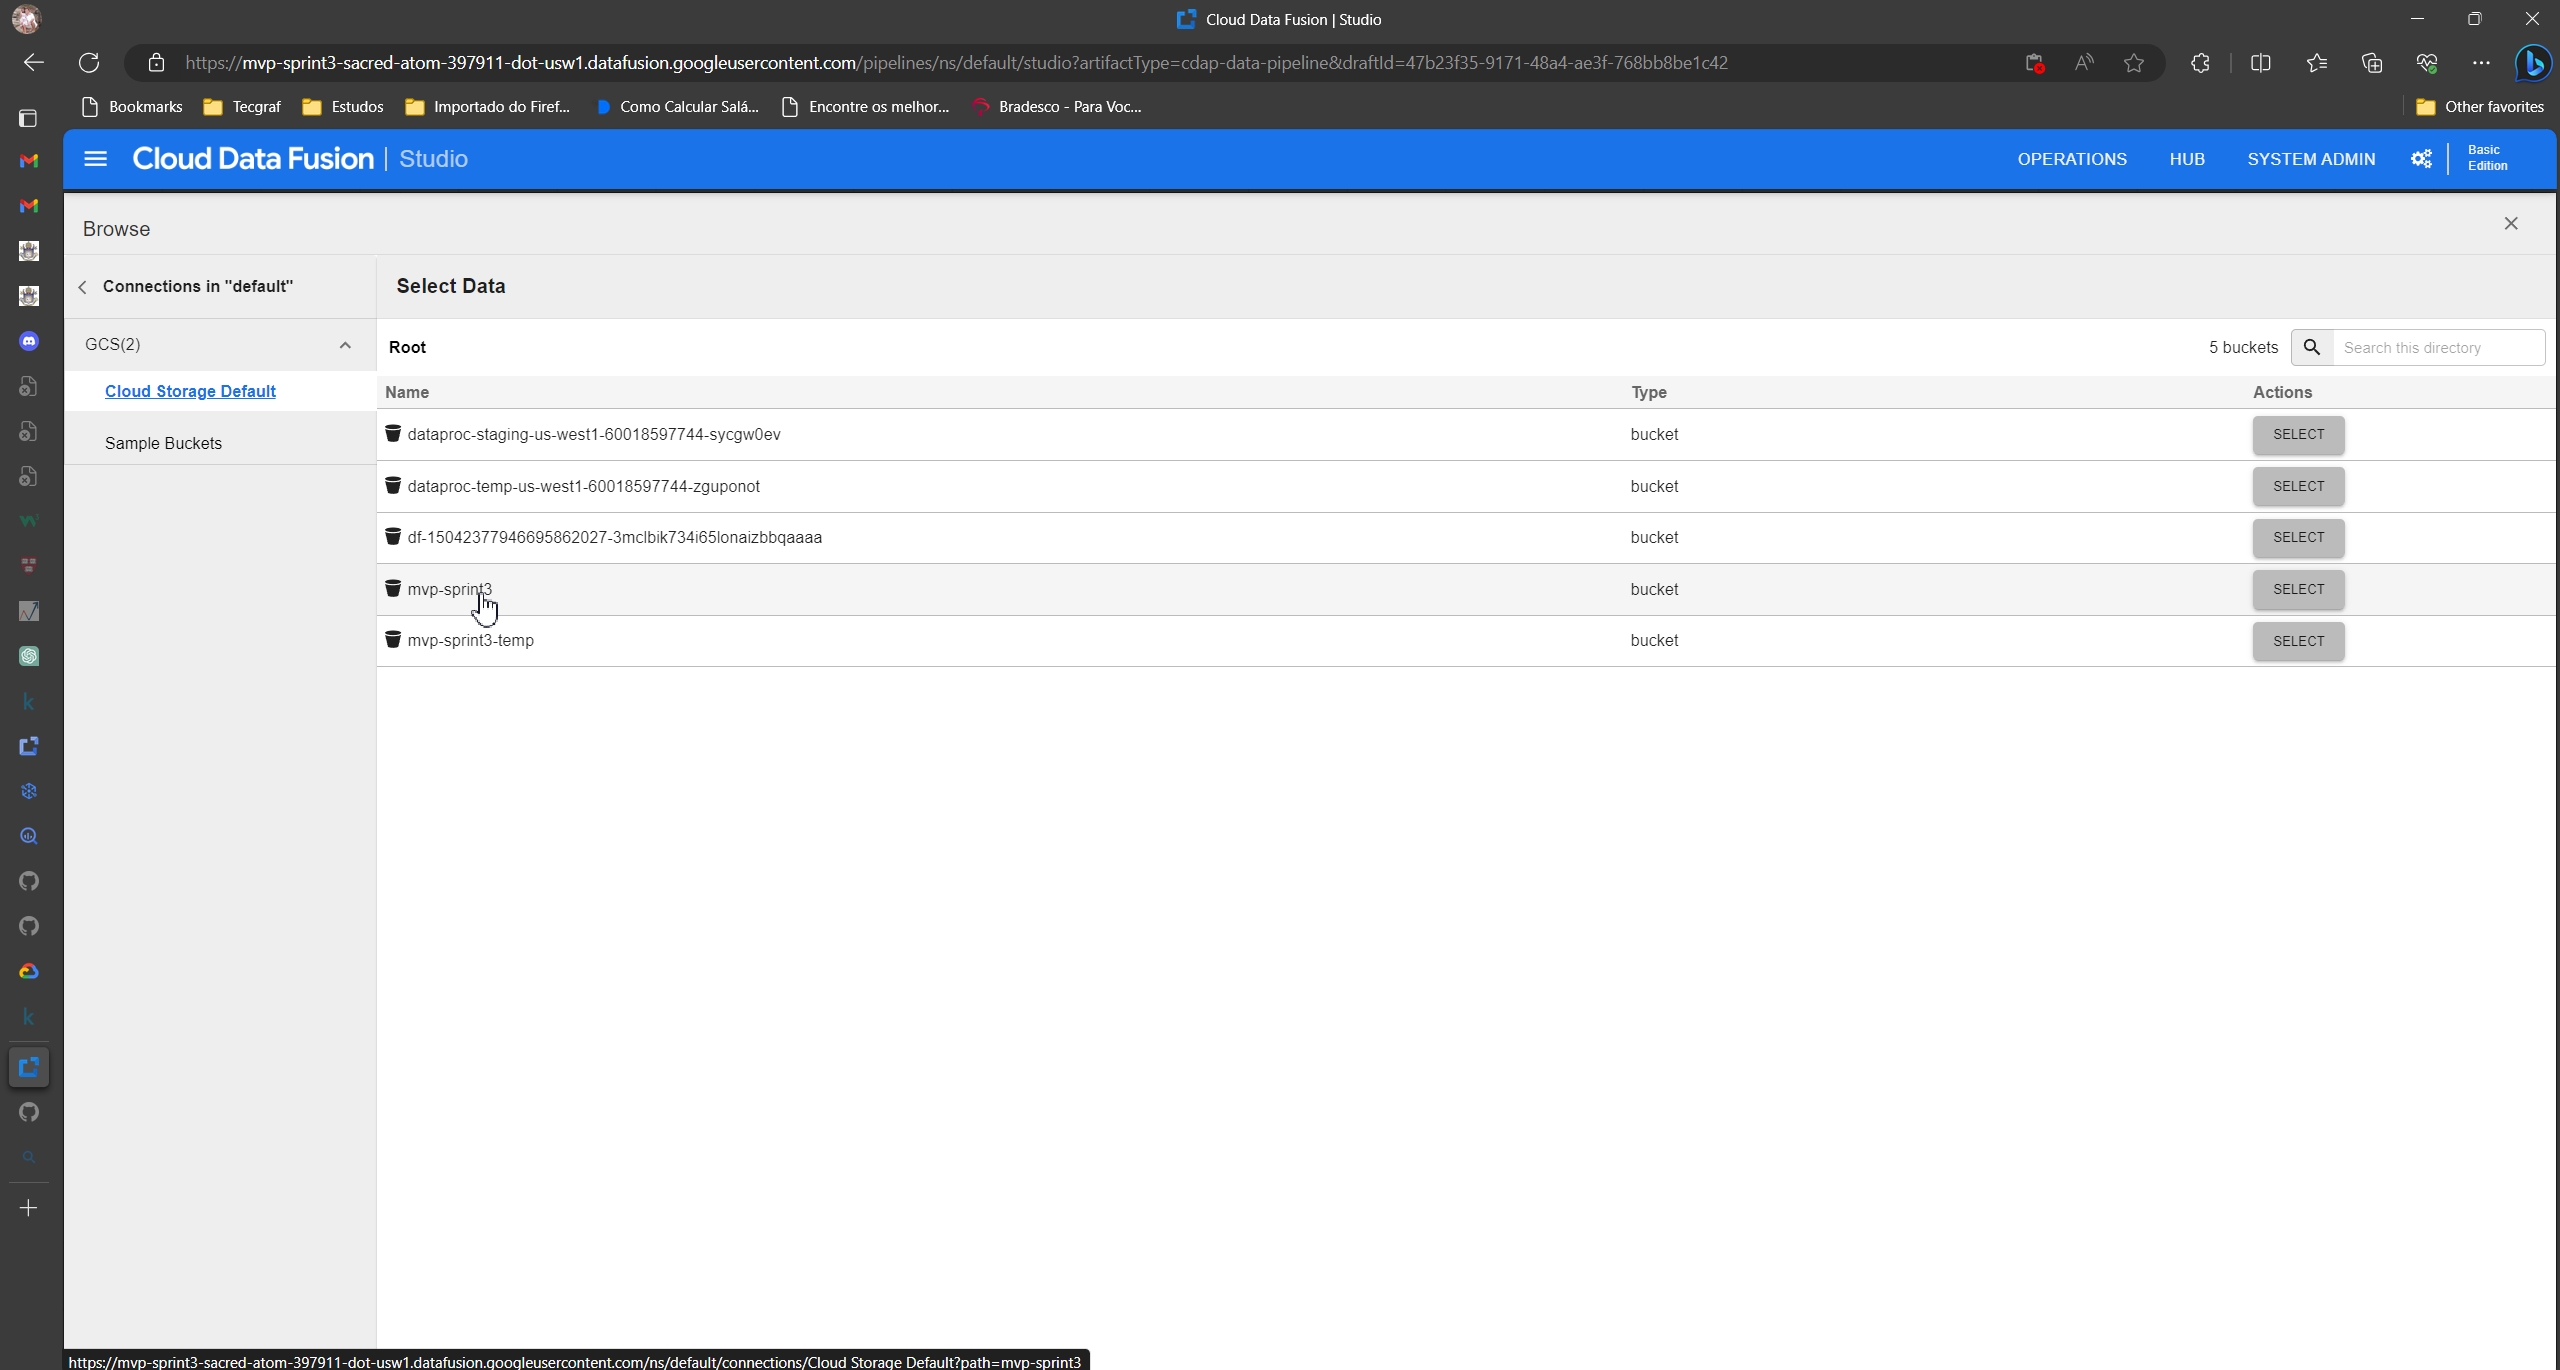 Cloud Data Fusion | Studio
https://mvp-sprint3-sacred-atom-397911-dot-usw1.datafusion.googleusercontent.com/pipelines/ns/default/studio?artifactType=cdap-data-pipeline&draftId=47b23f35-9171-48a4-ae3f-768bb8be1c42
Bookmarks Tecgraf Estudos Importado do Firef... Como Calcular Salá... Encontre os melhor... Bradesco - Para Voc... Other favorites
Cloud Data Fusion | Studio OPERATIONS HUB SYSTEM ADMIN Basic Edition
Browse
Connections in "default" Select Data
GCS(2) Root 5 buckets Search this directory
Cloud Storage Default Name Type Actions
dataproc-staging-us-west1-60018597744-sycgw0ev bucket SELECT
Sample Buckets
dataproc-temp-us-west1-60018597744-zguponot bucket SELECT
df-15042377946695862027-3mclbik734i65lonaizbbqaaaa bucket SELECT
mvp-sprint3 bucket SELECT
mvp-sprint3-temp bucket SELECT
https://mvp-sprint3-sacred-atom-397911-dot-usw1.datafusion.googleusercontent.com/ns/default/connections/Cloud Storage Default?path=mvp-sprint3